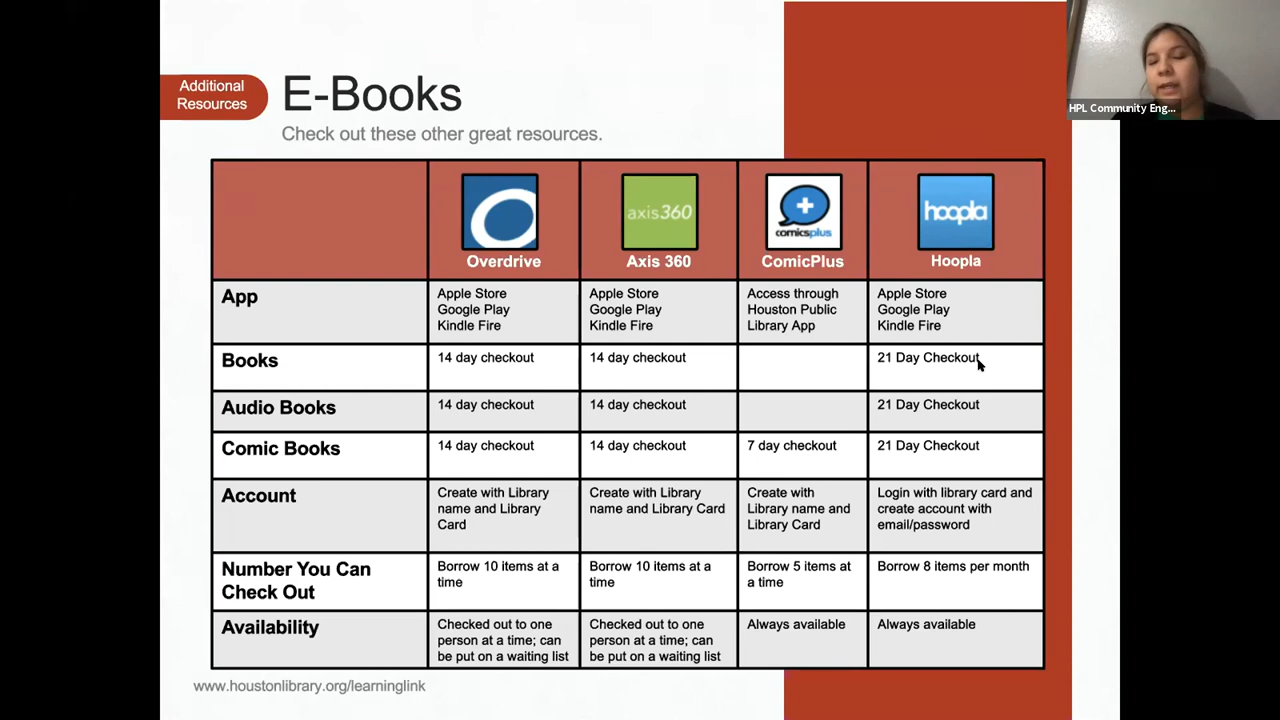 HPL Community Eng...
Additional
Resources
E-Books
Check out these other great resources.
axis360
comicsplus
hoopla
Overdrive
Axis 360
ComicPlus
Hoopla
App
Apple Store
Google Play
Kindle Fire
Apple Store
Google Play
Kindle Fire
Access through
Houston Public
Library App
Apple Store
Google Play
Kindle Fire
Books
14 day checkout
14 day checkout
21 Day Checkout
Audio Books
14 day checkout
14 day checkout
21 Day Checkout
Comic Books
14 day checkout
14 day checkout
7 day checkout
21 Day Checkout
Account
Create with Library
name and Library
Card
Create with Library
name and Library Card
Create with
Library name and
Library Card
Login with library card and
create account with
email/password
Number You Can
Check Out
Borrow 10 items at a
time
Borrow 10 items at a
time
Borrow 5 items at
a time
Borrow 8 items per month
Availability
Checked out to one
person at a time; can
be put on a waiting list
Checked out to one
person at a time; can
be put on a waiting list
Always available
Always available
www.houstonlibrary.org/learninglink